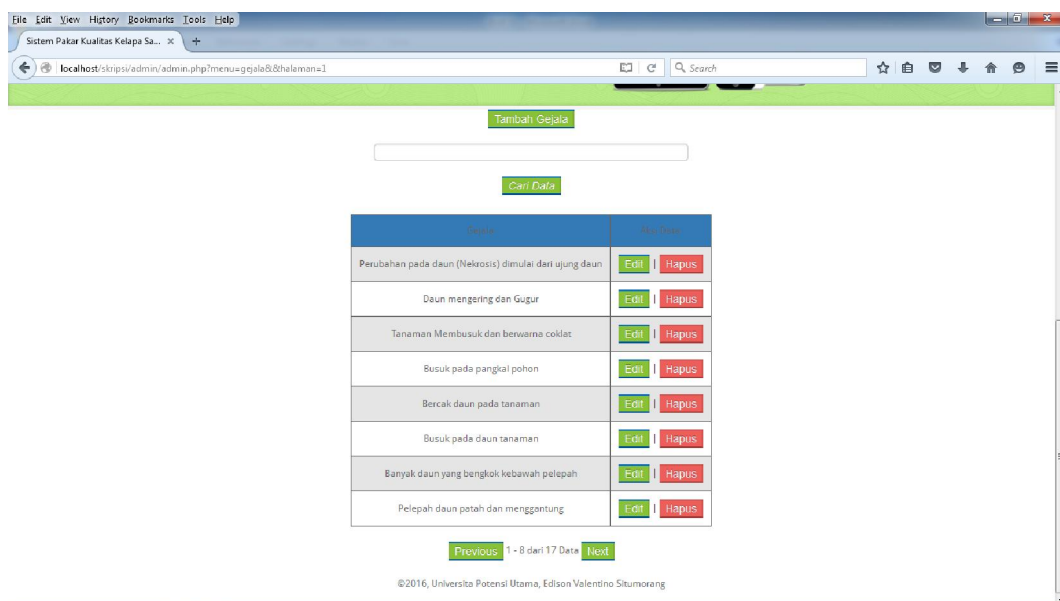 File Edit View History Bookmarks Tools Help
Sistem Pakar Kualitas Kelapa Sa... × +
localhost/skripsi/admin/admin.php?menu=gejala&&thalaman=1
Search
Tambah Gejala
Cari Data
Perubahan pada daun (Nekrosis) dimulai dari ujung daun Edit | Hapus
Daun mengering dan Gugur Edit | Hapus
Tanaman Membusuk dan berwarna coklat Edit | Hapus
Busuk pada pangkal pohon Edit | Hapus
Bercak daun pada tanaman Edit | Hapus
Busuk pada daun tanaman Edit | Hapus
Banyak daun yang bengkok kebawah pelepah Edit | Hapus
Pelepah daun patah dan menggantung Edit | Hapus
Previous 1 - 8 dari 17 Data Next
©2016, Universita Potensi Utama, Edison Valentino Situmorang